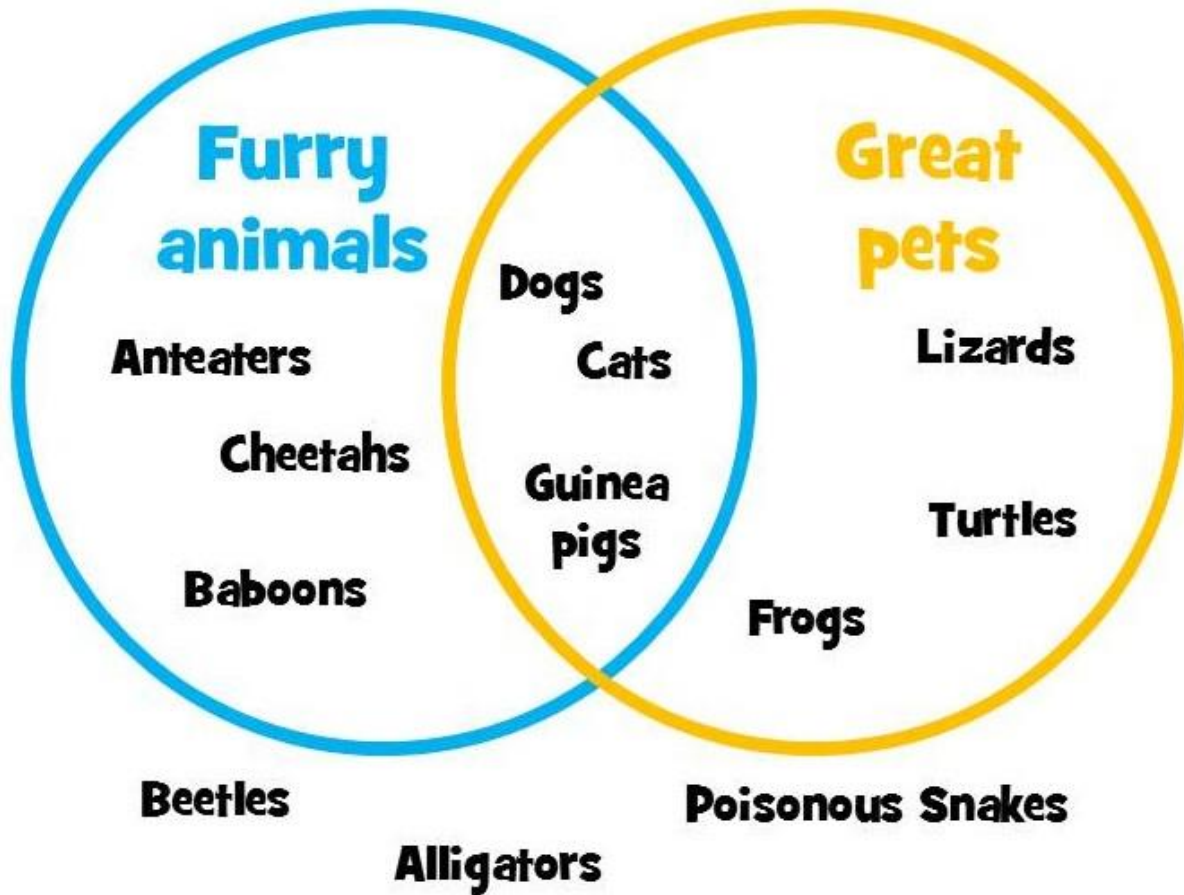 Furry
animals
Great
pets
Dogs
Cats
Guinea
pigs
Anteaters
Cheetahs
Baboons
Lizards
Turtles
Frogs
Beetles
Alligators
Poisonous Snakes